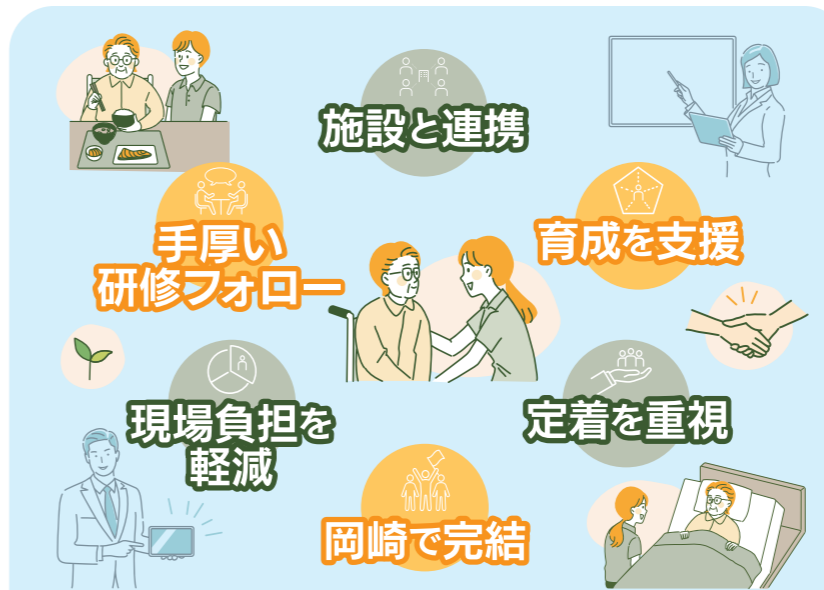 施設と連携
手厚い
研修フォロー
育成を支援
現場負担を
軽減
定着を重視
岡崎で完結